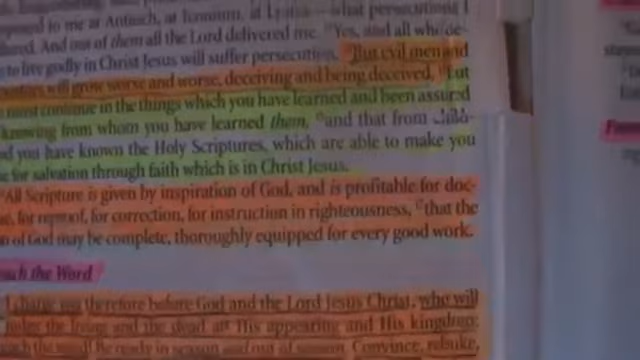 to me at Antioch, at Iconium, at Lystra—what persecutions I
And out of them all the Lord delivered me. Yes, and all who de-
to live godly in Christ Jesus will suffer persecution. But evil men and
will grow worse and worse, deceiving and being deceived. But
must continue in the things which you have learned and been assured
knowing from whom you have learned them, and that from child-
you have known the Holy Scriptures, which are able to make you
for salvation through faith which is in Christ Jesus.
All Scripture is given by inspiration of God, and is profitable for doc-
for reproof, for correction, for instruction in righteousness, that the
of God may be complete, thoroughly equipped for every good work.
the Word
I charge you therefore before God and the Lord Jesus Christ, who will
judge the living and the dead at His appearing and His kingdom:
the word! Be ready in season and out of season. Convince, rebuke,